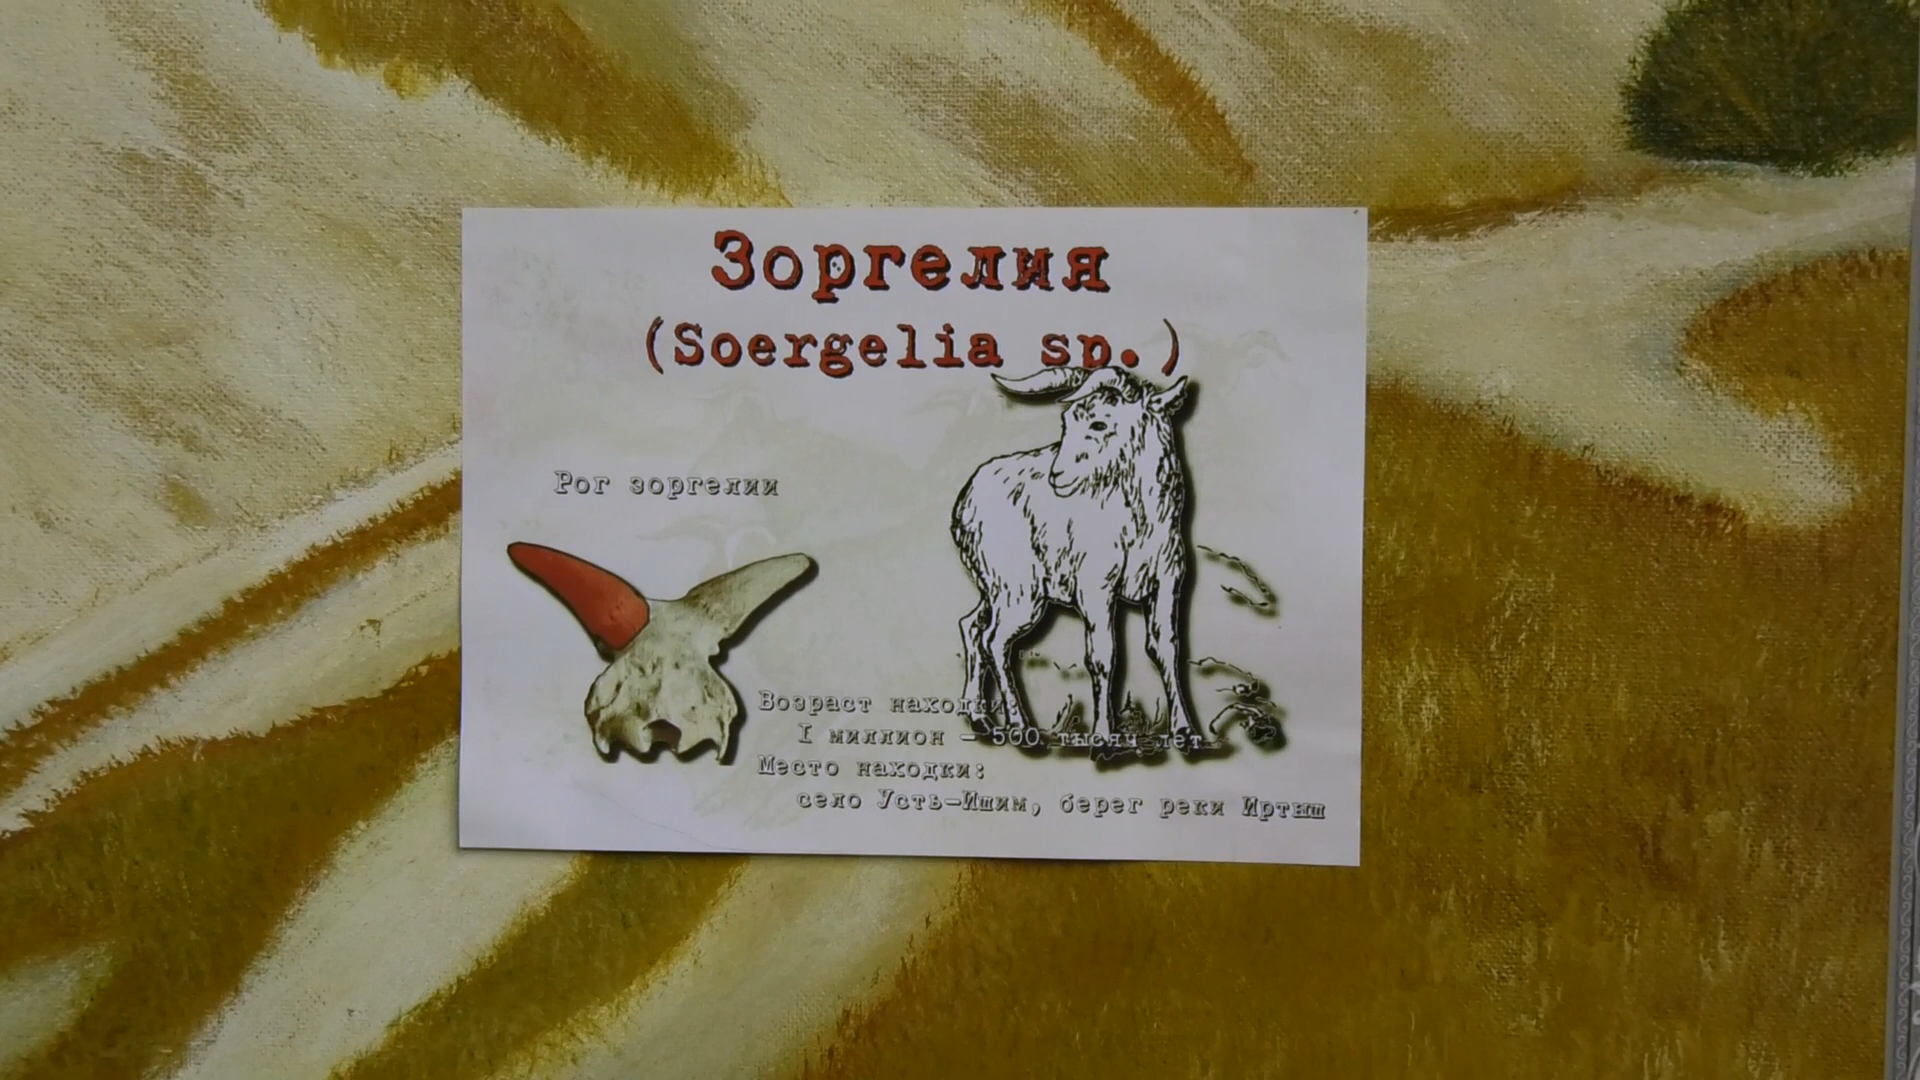 Зоргелия
(Soergelia sp.)
Рог зоргелии
Возраст находки:
1 миллион - 500 тысяч лет
Место находки:
село Усть-Ишим, берег реки Иртыш